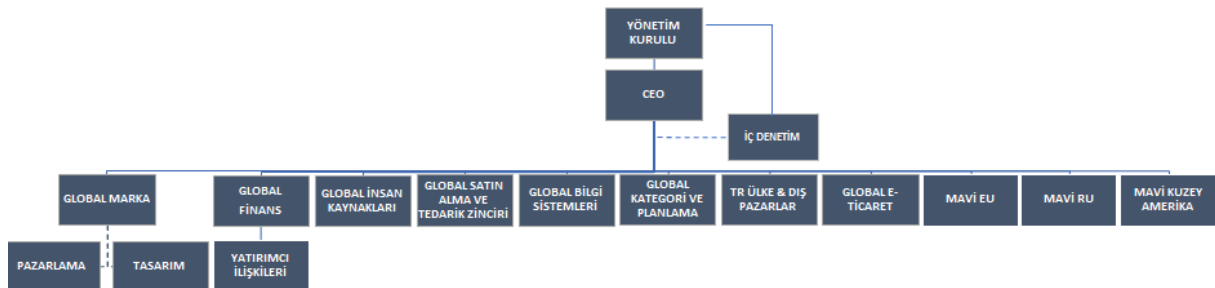 YÖNETİM
KURULU
CEO
İÇ DENETİM
GLOBAL MARKA
GLOBAL
FİNANS
GLOBAL İNSAN
KAYNAKLARI
GLOBAL SATIN
ALMA VE
TEDARİK ZİNCİRİ
GLOBAL BİLGİ
SİSTEMLERİ
GLOBAL
KATEGORİ VE
PLANLAMA
TR ÜLKE & DIŞ
PAZARLAR
GLOBAL E-
TİCARET
MAVİ EU
MAVİ RU
MAVİ KUZEY
AMERİKA
PAZARLAMA
TASARIM
YATIRIMCI
İLİŞKİLERİ